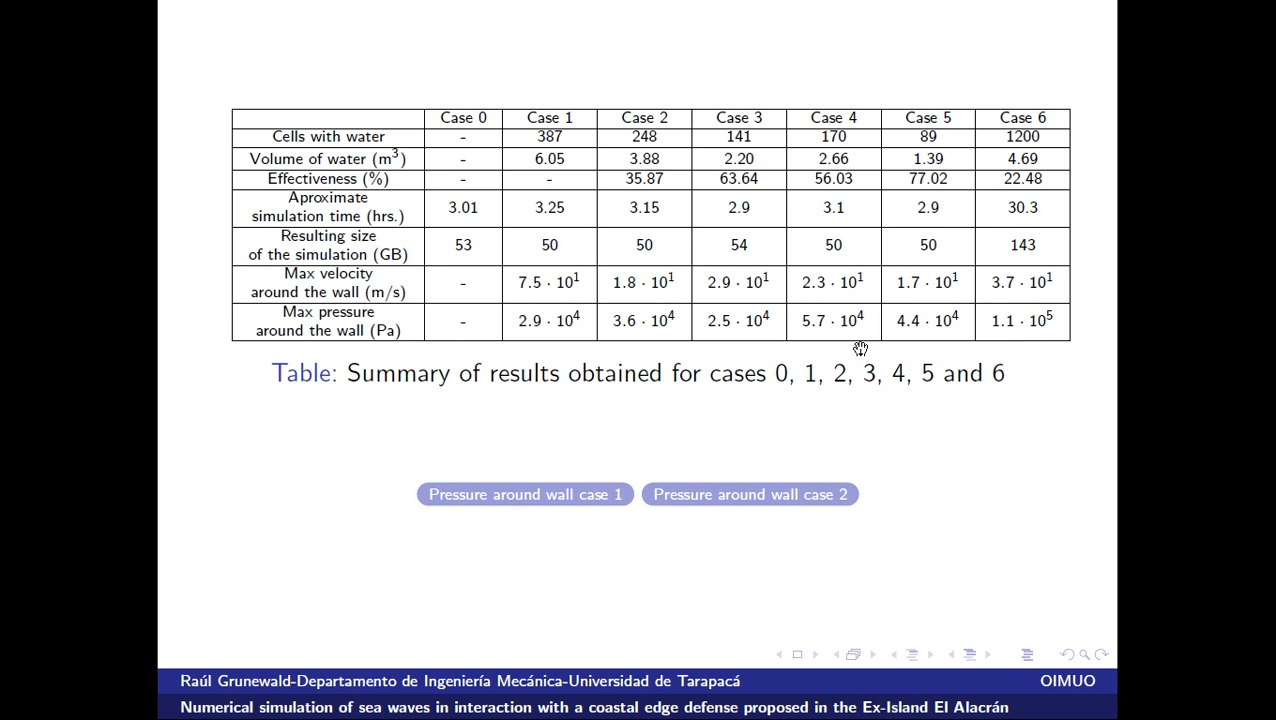 Case 0 Case 1 Case 2 Case 3 Case 4 Case 5 Case 6
Cells with water - 387 248 141 170 89 1200
Volume of water (m³) - 6.05 3.88 2.20 2.66 1.39 4.69
Effectiveness (%) - - 35.87 63.64 56.03 77.02 22.48
Aproximate
simulation time (hrs.) 3.01 3.25 3.15 2.9 3.1 2.9 30.3
Resulting size
of the simulation (GB) 53 50 50 54 50 50 143
Max velocity
around the wall (m/s) - 7.5 · 10¹ 1.8 · 10¹ 2.9 · 10¹ 2.3 · 10¹ 1.7 · 10¹ 3.7 · 10¹
Max pressure
around the wall (Pa) - 2.9 · 10⁴ 3.6 · 10⁴ 2.5 · 10⁴ 5.7 · 10⁴ 4.4 · 10⁴ 1.1 · 10⁵
Table: Summary of results obtained for cases 0, 1, 2, 3, 4, 5 and 6
Pressure around wall case 1 Pressure around wall case 2
Raúl Grunewald-Departamento de Ingeniería Mecánica-Universidad de Tarapacá OIMUO
Numerical simulation of sea waves in interaction with a coastal edge defense proposed in the Ex-Island El Alacrán